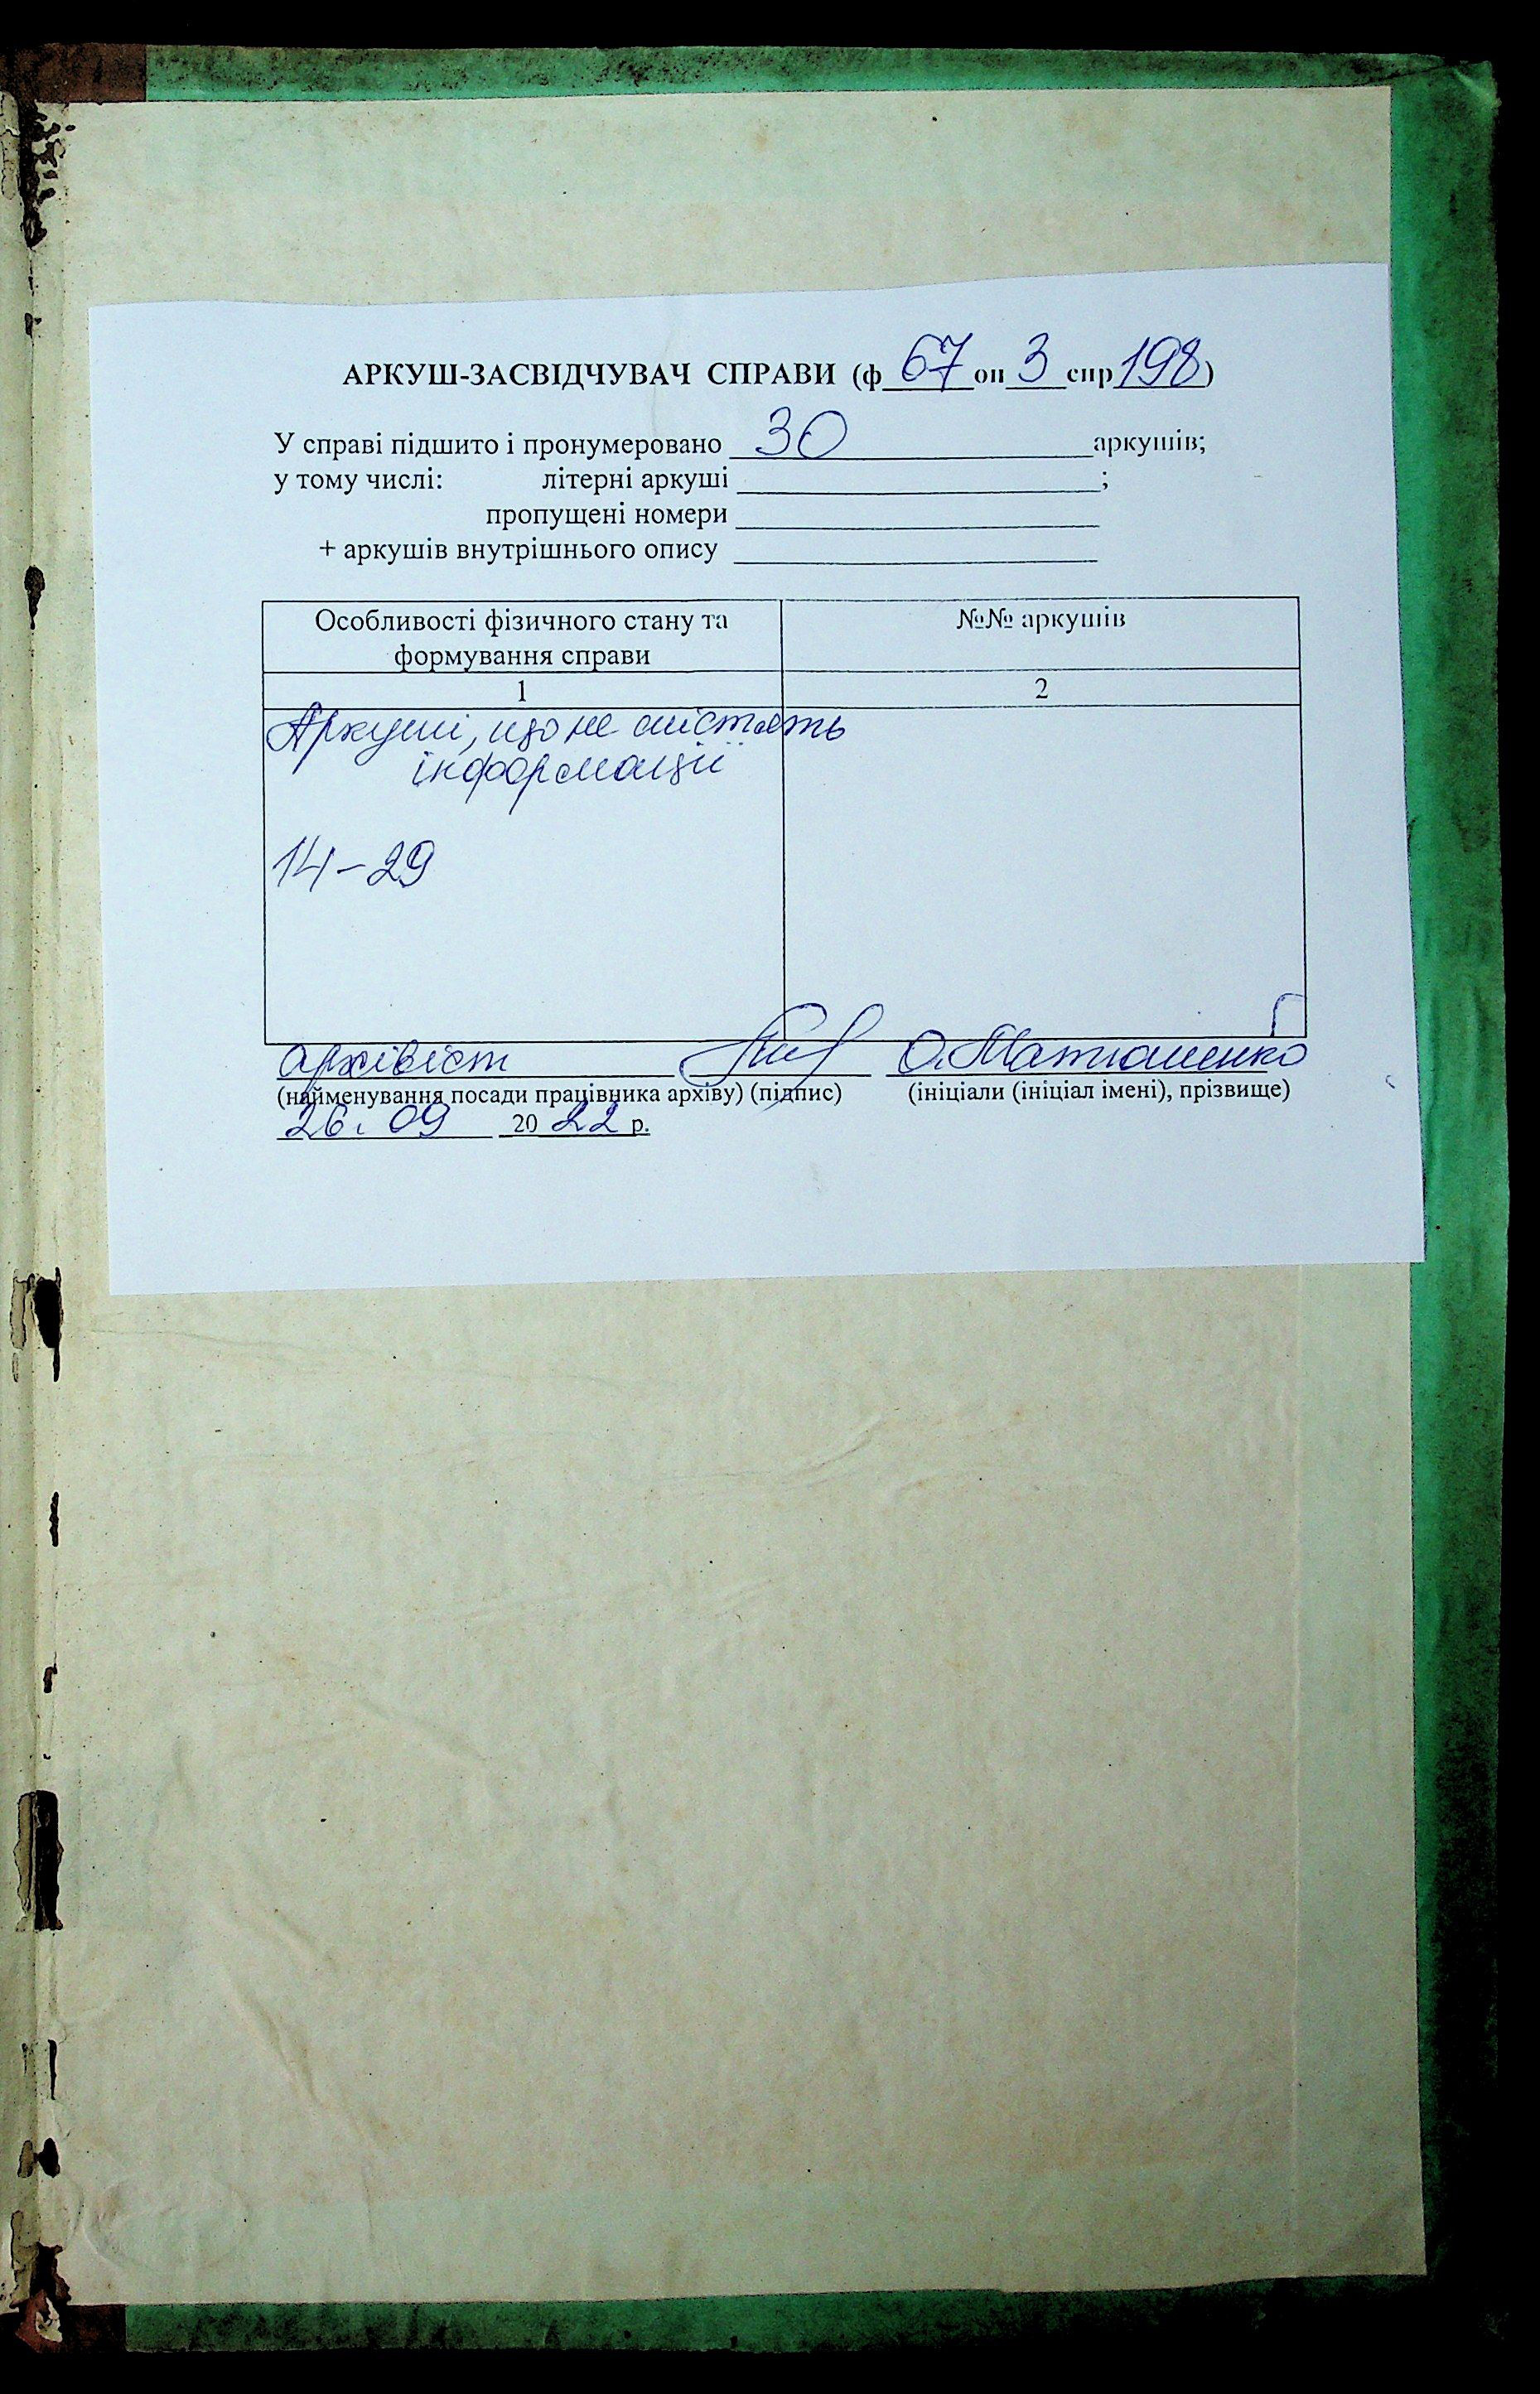 АРКУШ-ЗАСВІДЧУВАЧ СПРАВИ (ф 67 оп 3 спр 198)
У справі підшито і пронумеровано 30 аркушів;
у тому числі: літерні аркуші ;
пропущені номери
+ аркушів внутрішнього опису
Особливості фізичного стану та формування справи
№№ аркушів
1 2
Аркуші, що не містять
інформації
14-29
архівіст О. Матюшенко
(найменування посади працівника архіву) (підпис) (ініціали (ініціал імені), прізвище)
26. 09 2022 р.